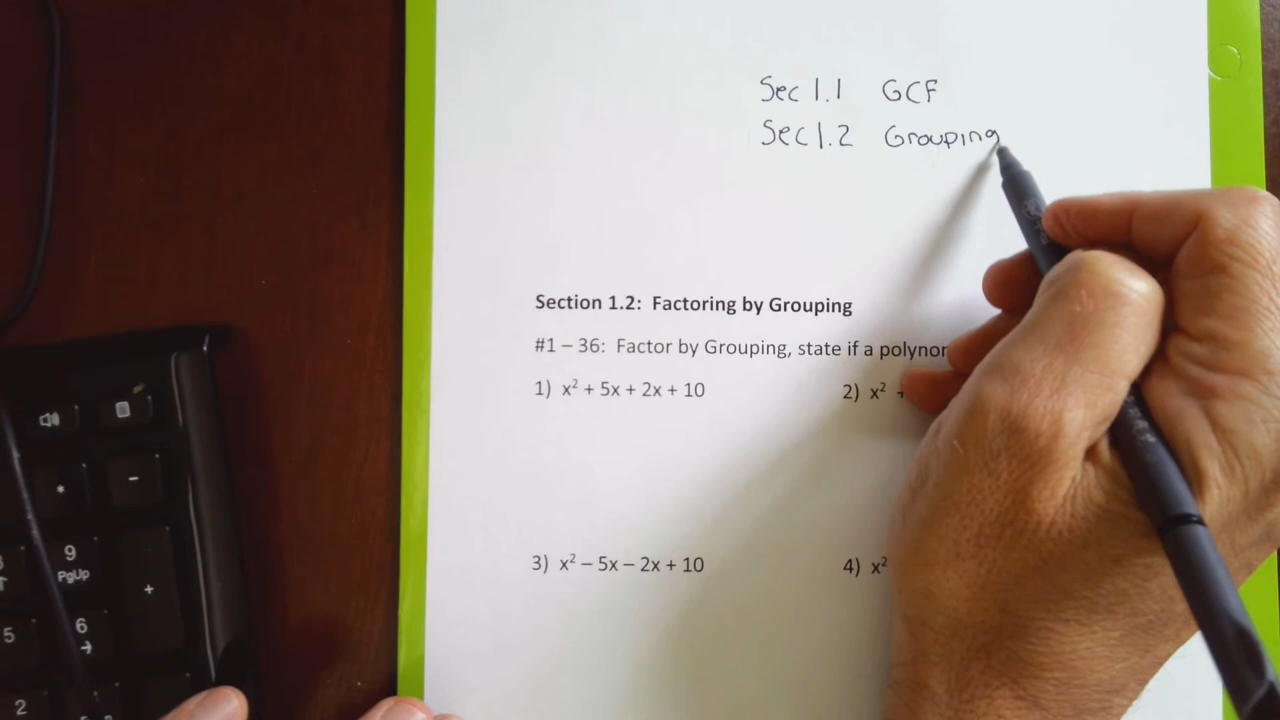 Sec 1.1 GCF
Sec 1.2 Grouping
Section 1.2: Factoring by Grouping
#1 – 36: Factor by Grouping, state if a
1) x² + 5x + 2x + 10
2) x² +
3) x² – 5x – 2x + 10
4) x²
*
-
9
PgUp
+
5
6
→
2